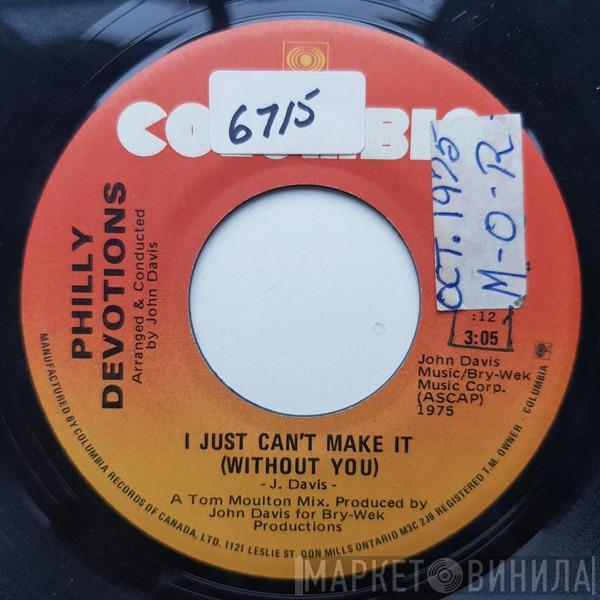 COLUMBIA
6715
OCT. 1975
M-O-R
PHILLY
DEVOTIONS
Arranged & Conducted
by John Davis
:12
3:05
John Davis
Music/Bry-Wek
Music Corp.
(ASCAP)
1975
I JUST CAN'T MAKE IT
(WITHOUT YOU)
- J. Davis -
A Tom Moulton Mix. Produced by
John Davis for Bry-Wek
Productions
MANUFACTURED BY COLUMBIA RECORDS OF CANADA, LTD. 1121 LESLIE ST. DON MILLS ONTARIO M3C 2J9 REGISTERED T.M. OWNER - COLUMBIA
МАРКЕТ ВИНИЛА